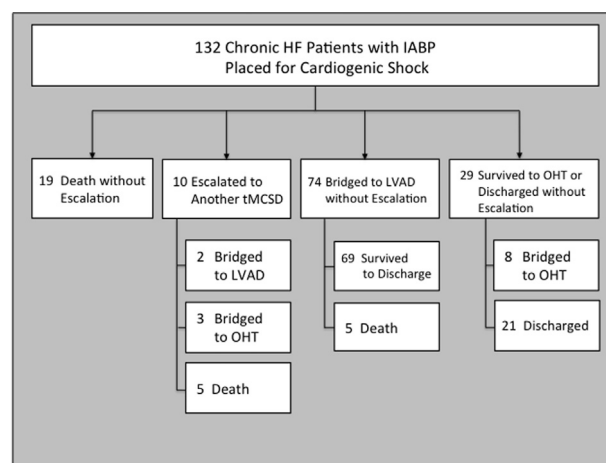 132 Chronic HF Patients with IABP
Placed for Cardiogenic Shock
19 Death without
Escalation
10 Escalated to
Another tMCSD
74 Bridged to LVAD
without Escalation
29 Survived to OHT or
Discharged without
Escalation
2 Bridged
to LVAD
3 Bridged
to OHT
5 Death
69 Survived
to Discharge
5 Death
8 Bridged
to OHT
21 Discharged